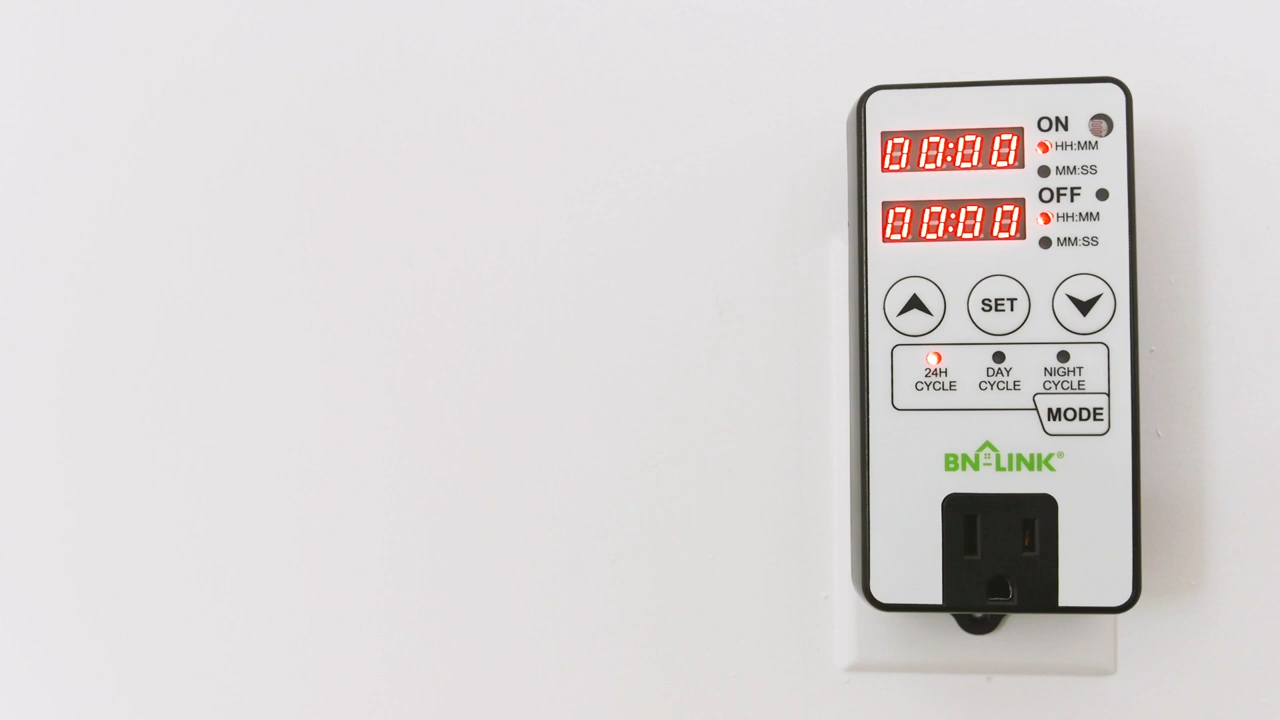 00:00
ON
HH:MM
MM:SS
00:00
OFF
HH:MM
MM:SS
SET
24H CYCLE
DAY CYCLE
NIGHT CYCLE
MODE
BN-LINK®